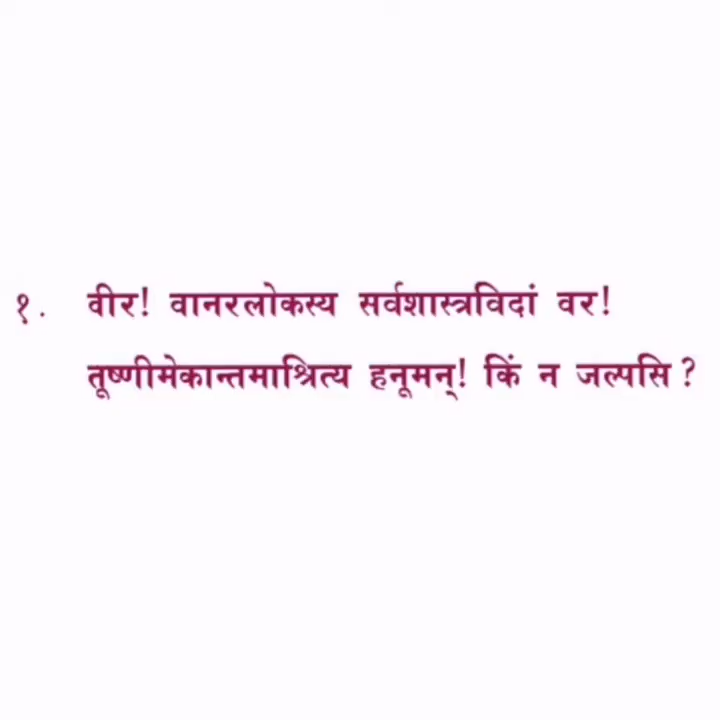 १. वीर! वानरलोकस्य सर्वशास्त्रविदां वर!
तूष्णीमेकान्तमाश्रित्य हनूमन्! किं न जल्पसि?